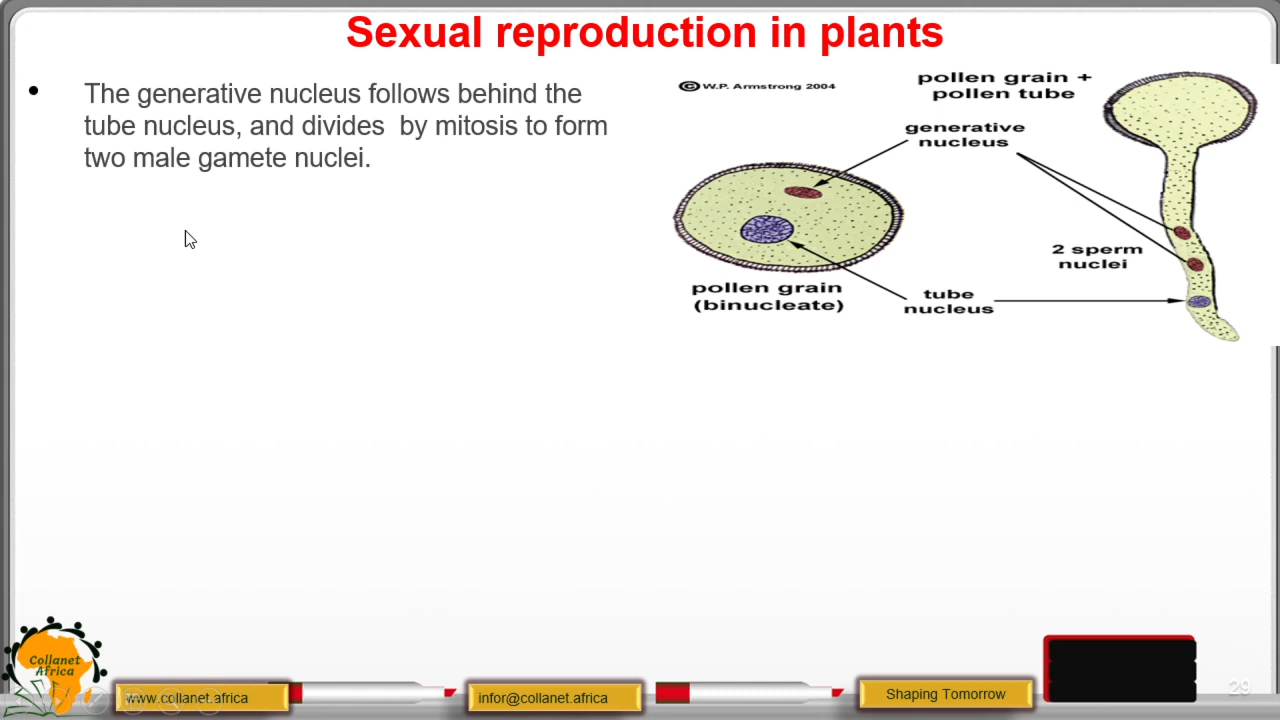 Sexual reproduction in plants
• The generative nucleus follows behind the
tube nucleus, and divides by mitosis to form
two male gamete nuclei.
© W.P. Armstrong 2004
pollen grain +
pollen tube
generative
nucleus
2 sperm
nuclei
pollen grain
(binucleate)
tube
nucleus
Collanet
Africa
www.collanet.africa
infor@collanet.africa
Shaping Tomorrow
29